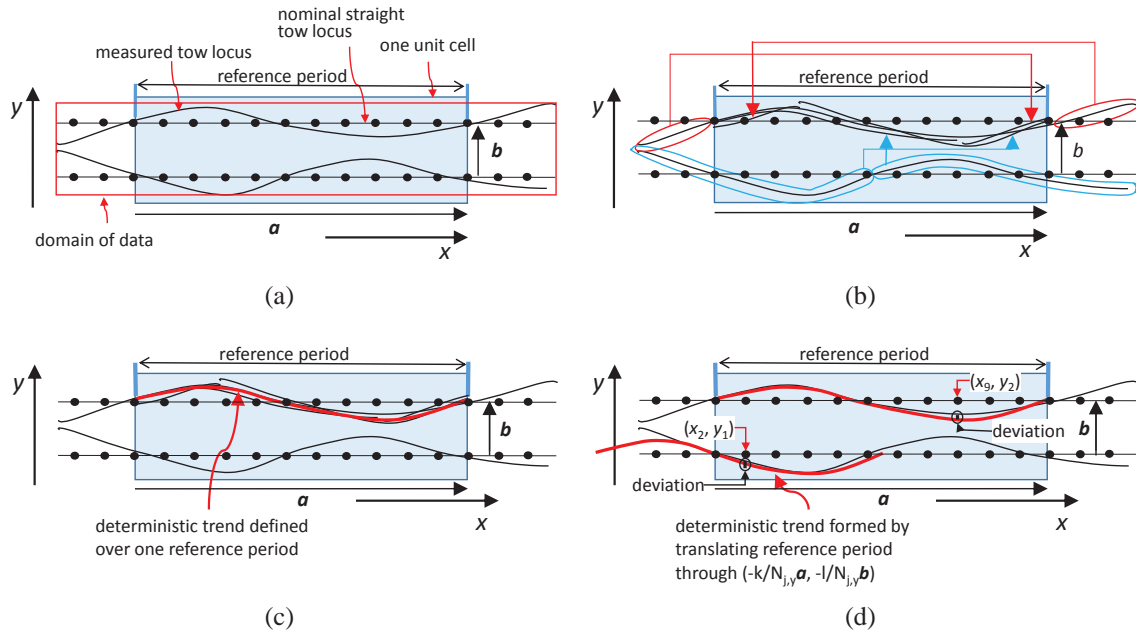 nominal straight
tow locus
measured tow locus
one unit cell
reference period
y
b
a
x
domain of data
(a)
reference period
y
b
a
x
(b)
reference period
y
b
a
x
deterministic trend defined
over one reference period
(c)
reference period
y
(x9, y2)
(x2, y1)
deviation
b
deviation
a
x
deterministic trend formed by
translating reference period
through (-k/Nj,y a, -l/Nj,y b)
(d)